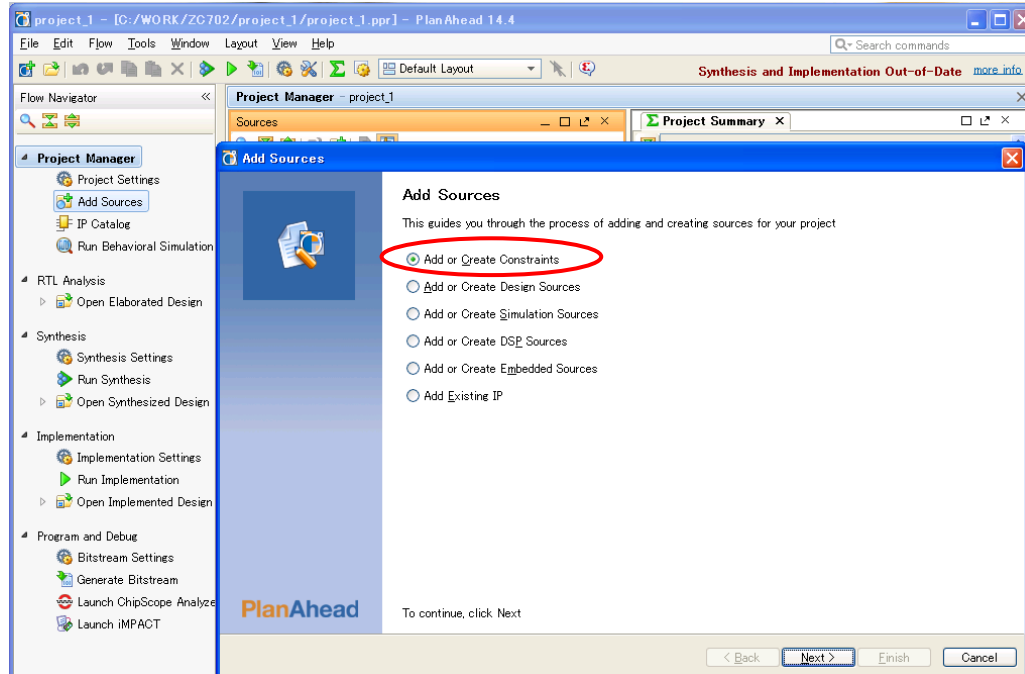 project_1 - [C:/WORK/ZC702/project_1/project_1.ppr] - PlanAhead 14.4
File Edit Flow Tools Window Layout View Help
Search commands
Default Layout
Synthesis and Implementation Out-of-Date more info
Flow Navigator
Project Manager - project_1
Sources
Project Summary
Project Manager
Project Settings
Add Sources
IP Catalog
Run Behavioral Simulation
RTL Analysis
Open Elaborated Design
Synthesis
Synthesis Settings
Run Synthesis
Open Synthesized Design
Implementation
Implementation Settings
Run Implementation
Open Implemented Design
Program and Debug
Bitstream Settings
Generate Bitstream
Launch ChipScope Analyze
Launch iMPACT
Add Sources
Add Sources
This guides you through the process of adding and creating sources for your project
Add or Create Constraints
Add or Create Design Sources
Add or Create Simulation Sources
Add or Create DSP Sources
Add or Create Embedded Sources
Add Existing IP
PlanAhead
To continue, click Next
< Back Next > Finish Cancel